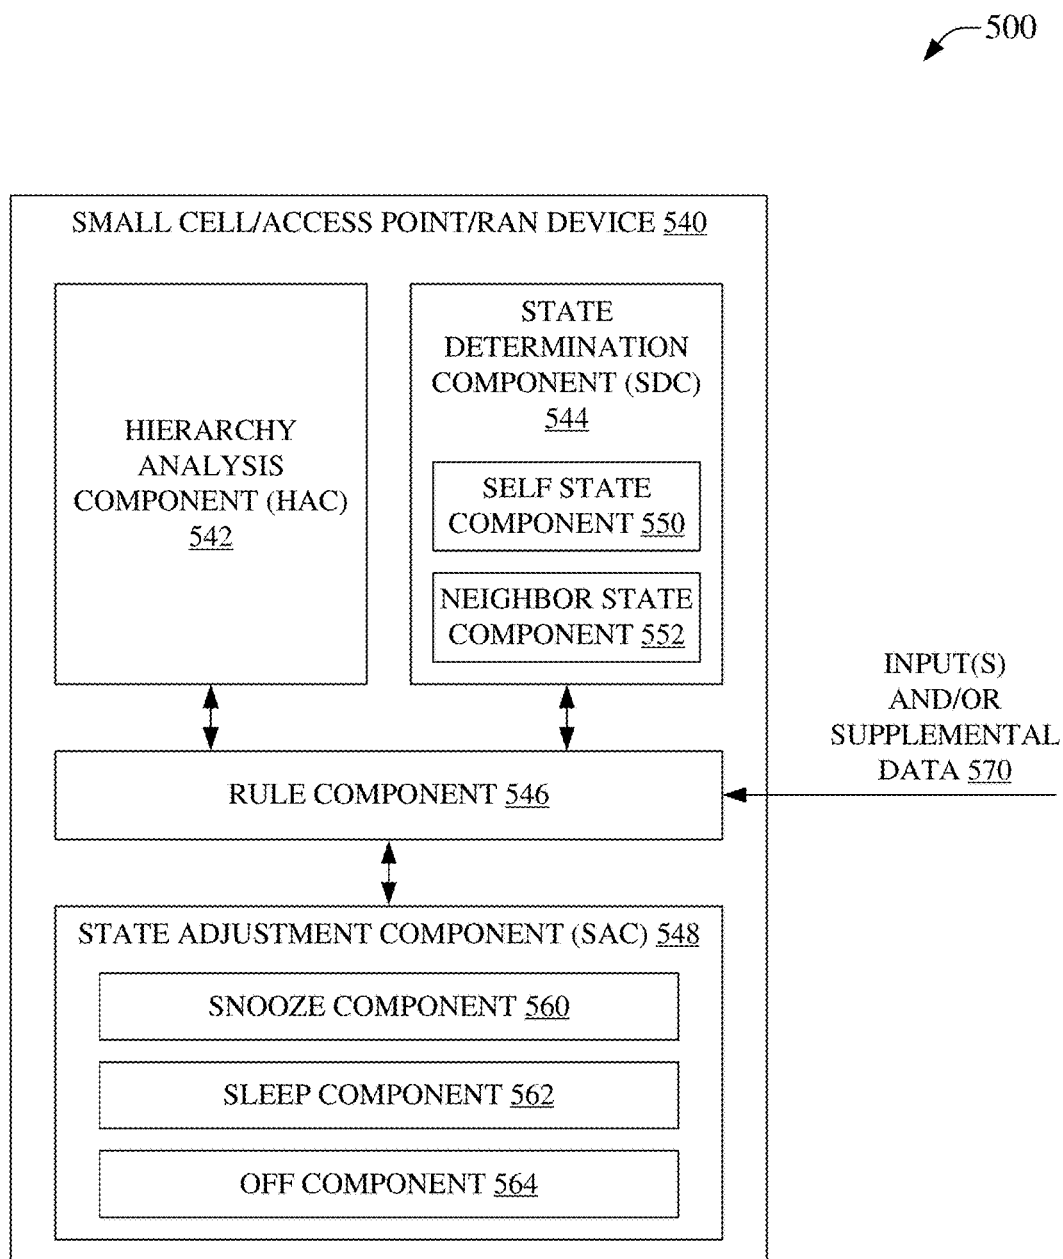 500
SMALL CELL/ACCESS POINT/RAN DEVICE 540
HIERARCHY
ANALYSIS
COMPONENT (HAC)
542
STATE
DETERMINATION
COMPONENT (SDC)
544
SELF STATE
COMPONENT 550
NEIGHBOR STATE
COMPONENT 552
INPUT(S)
AND/OR
SUPPLEMENTAL
DATA 570
RULE COMPONENT 546
STATE ADJUSTMENT COMPONENT (SAC) 548
SNOOZE COMPONENT 560
SLEEP COMPONENT 562
OFF COMPONENT 564